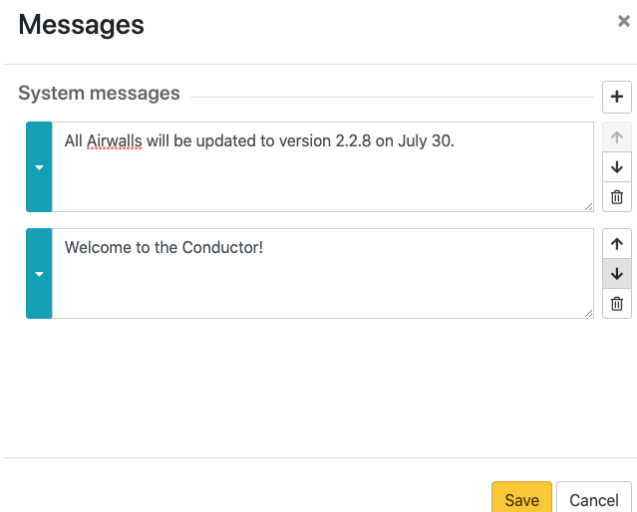 Messages
System messages
All Airwalls will be updated to version 2.2.8 on July 30.
Welcome to the Conductor!
Save Cancel